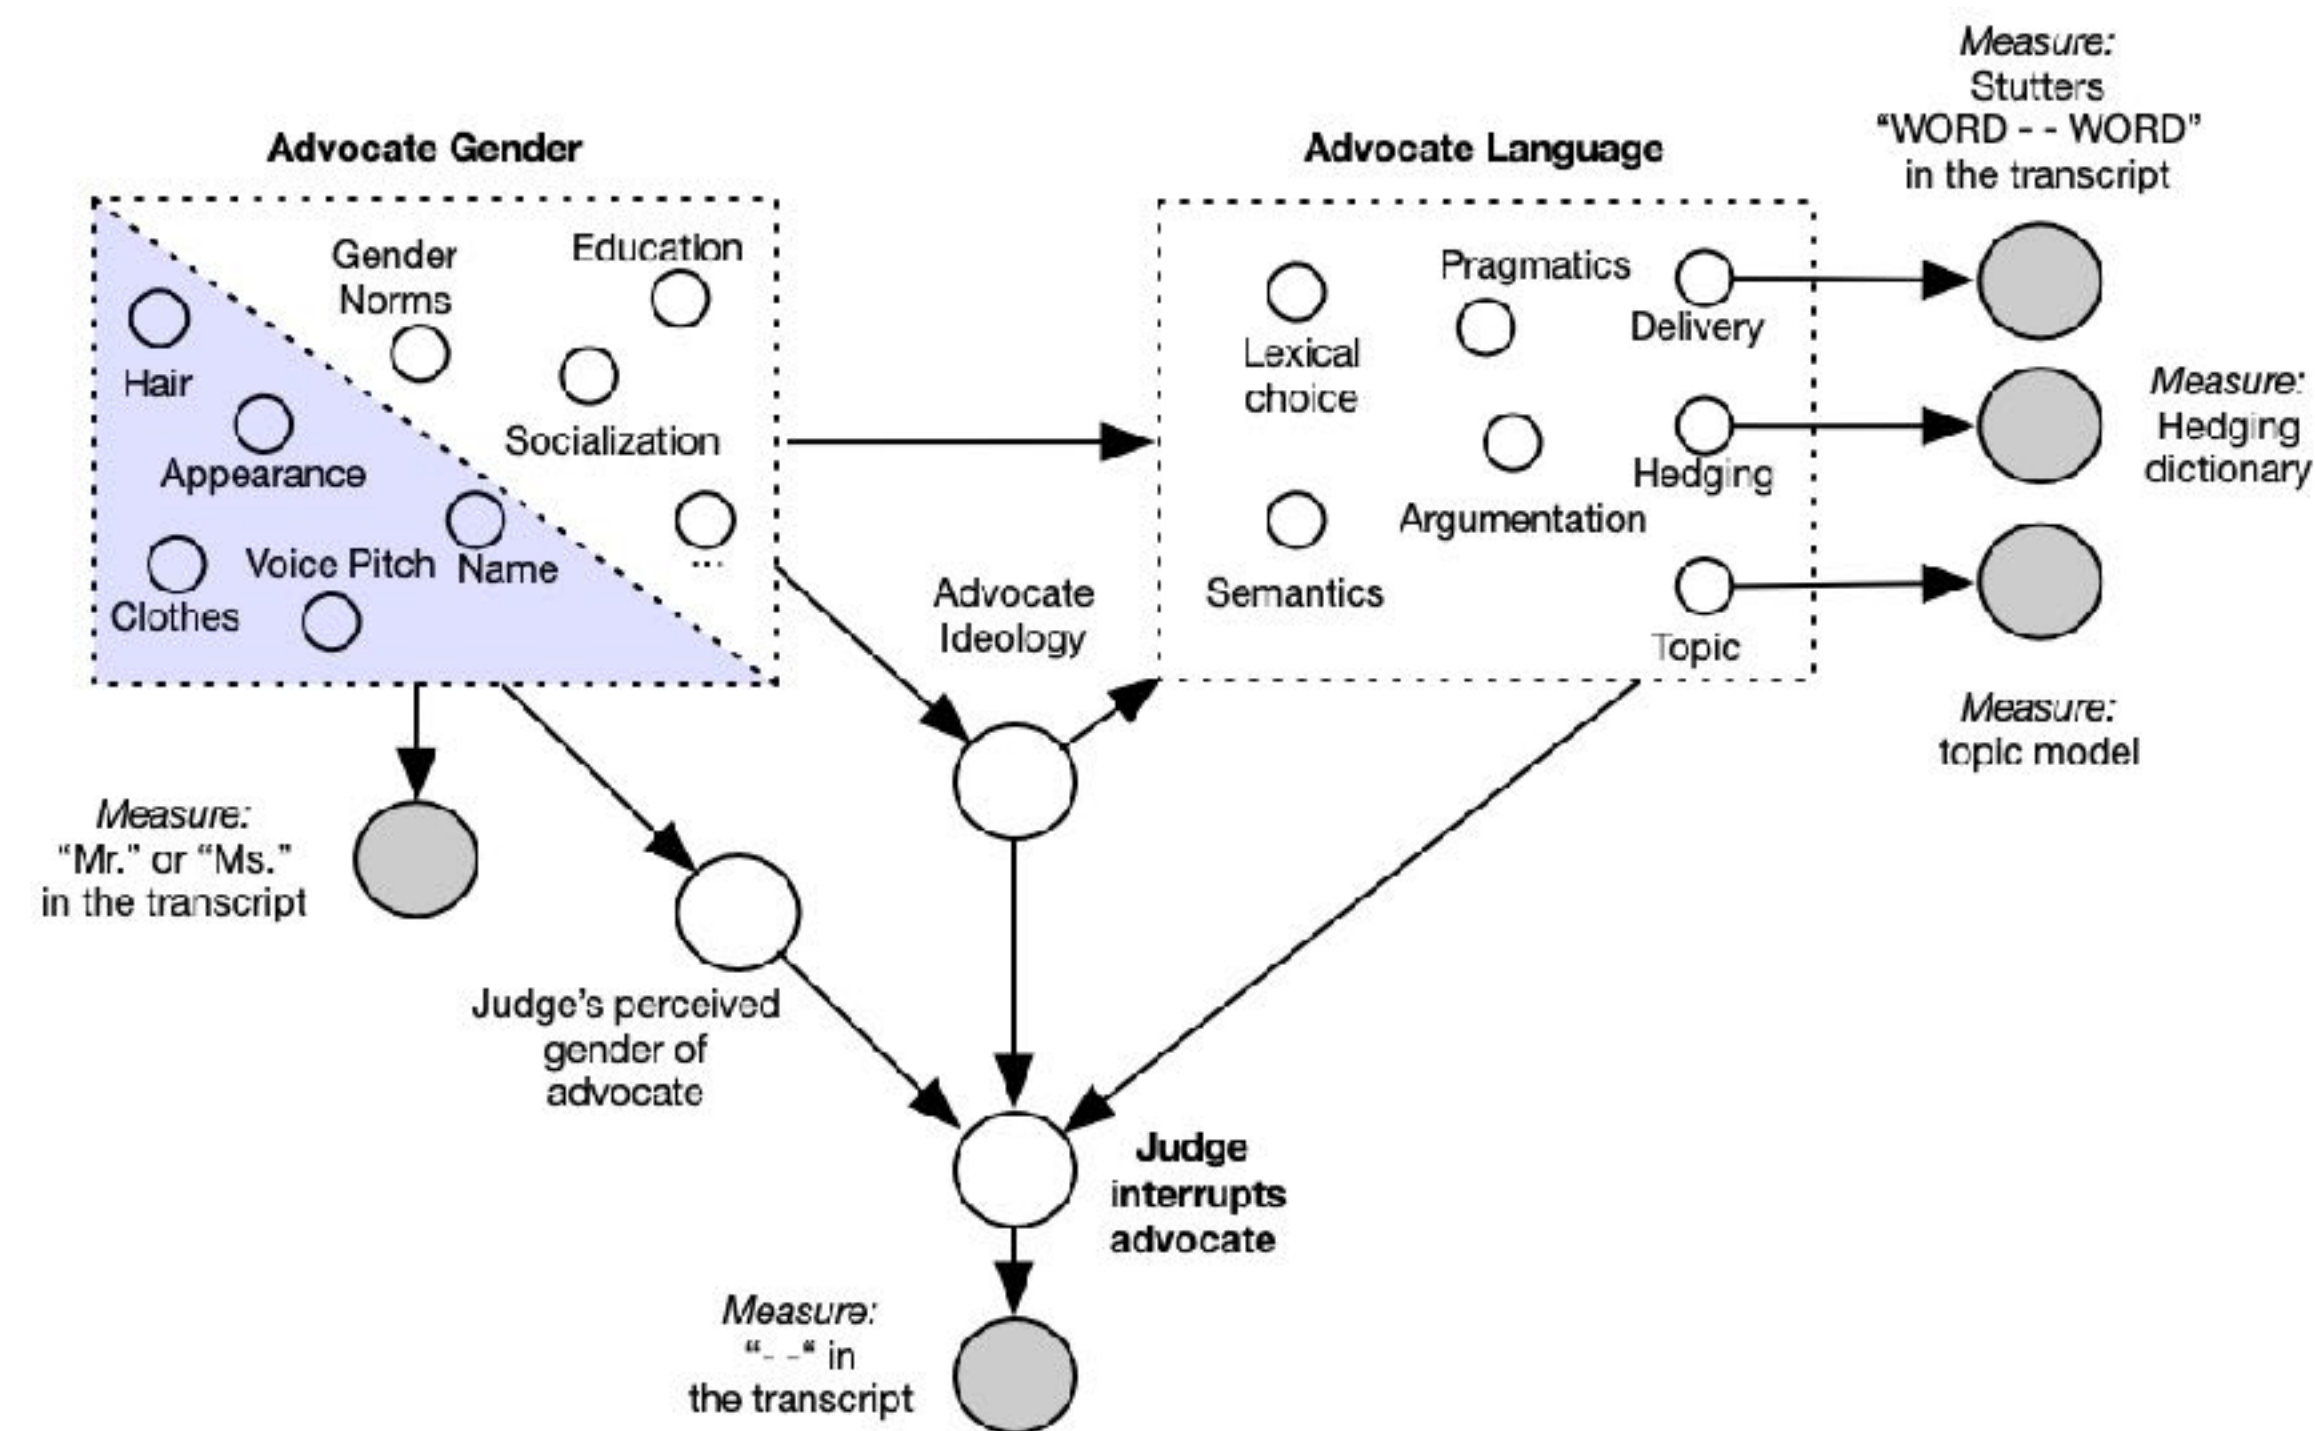 Measure:
Stutters
“WORD - - WORD”
in the transcript
Advocate Gender
Advocate Language
Gender
Norms
Education
Hair
Socialization
Appearance
Voice Pitch
Name
Clothes
...
Pragmatics
Delivery
Lexical
choice
Hedging
Argumentation
Semantics
Topic
Measure:
Hedging
dictionary
Measure:
topic model
Advocate
Ideology
Measure:
“Mr.” or “Ms.”
in the transcript
Judge’s perceived
gender of
advocate
Judge
interrupts
advocate
Measure:
“- -“ in
the transcript